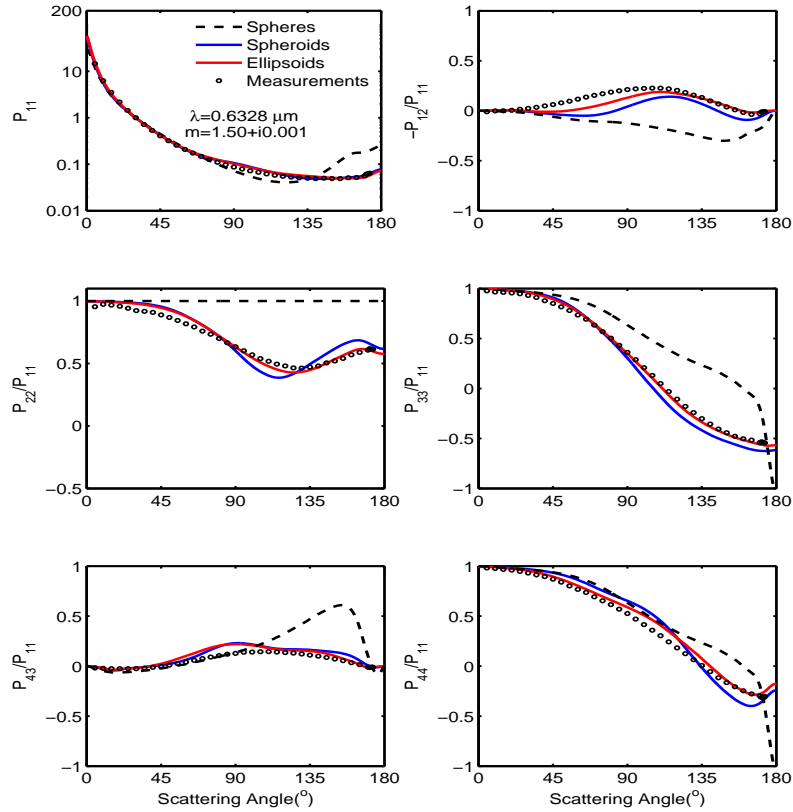 200
10
1
0.1
0.01
0 45 90 135 180
P11
Spheres
Spheroids
Ellipsoids
Measurements
λ=0.6328 μm
m=1.50+i0.001
1
0.5
0
−0.5
−1
0 45 90 135 180
−P12/P11
1
0.5
0
−0.5
0 45 90 135 180
P22/P11
1
0.5
0
−0.5
−1
0 45 90 135 180
P33/P11
1
0.5
0
−0.5
−1
0 45 90 135 180
P43/P11
Scattering Angle(o)
1
0.5
0
−0.5
−1
0 45 90 135 180
P44/P11
Scattering Angle(o)